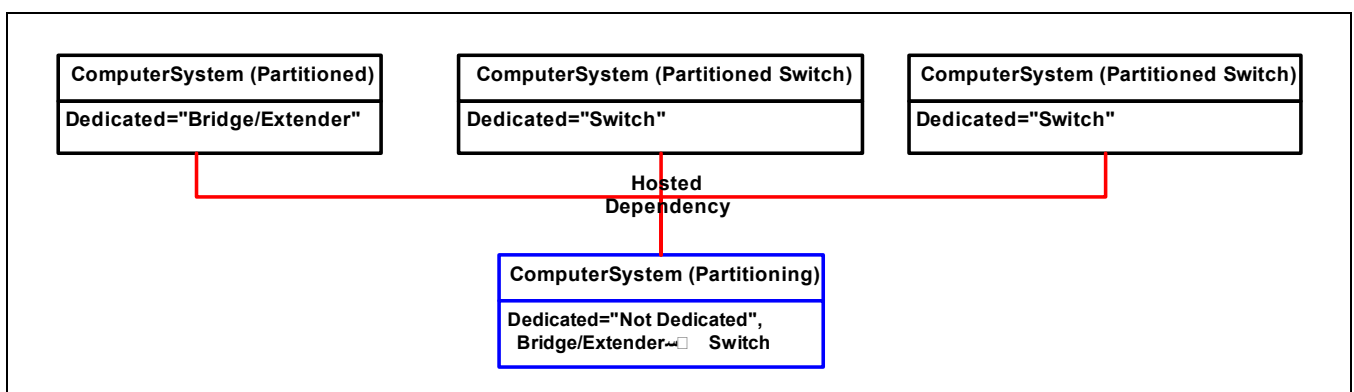 ComputerSystem (Partitioned)
Dedicated="Bridge/Extender"
ComputerSystem (Partitioned Switch)
Dedicated="Switch"
ComputerSystem (Partitioned Switch)
Dedicated="Switch"
Hosted
Dependency
ComputerSystem (Partitioning)
Dedicated="Not Dedicated",
Bridge/Extender Switch